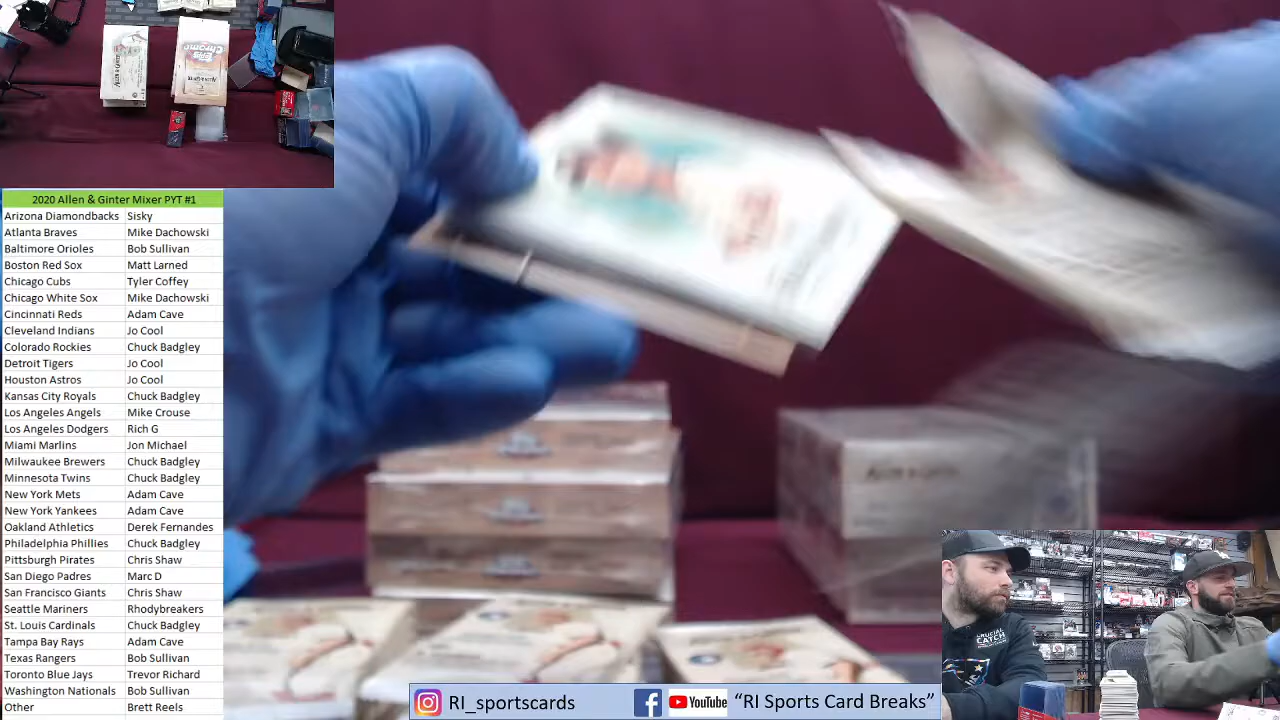 2020 Allen & Ginter Mixer PYT #1
Arizona Diamondbacks Sisky
Atlanta Braves Mike Dachowski
Baltimore Orioles Bob Sullivan
Boston Red Sox Matt Larned
Chicago Cubs Tyler Coffey
Chicago White Sox Mike Dachowski
Cincinnati Reds Adam Cave
Cleveland Indians Jo Cool
Colorado Rockies Chuck Badgley
Detroit Tigers Jo Cool
Houston Astros Jo Cool
Kansas City Royals Chuck Badgley
Los Angeles Angels Mike Crouse
Los Angeles Dodgers Rich G
Miami Marlins Jon Michael
Milwaukee Brewers Chuck Badgley
Minnesota Twins Chuck Badgley
New York Mets Adam Cave
New York Yankees Adam Cave
Oakland Athletics Derek Fernandes
Philadelphia Phillies Chuck Badgley
Pittsburgh Pirates Chris Shaw
San Diego Padres Marc D
San Francisco Giants Chris Shaw
Seattle Mariners Rhodybreakers
St. Louis Cardinals Chuck Badgley
Tampa Bay Rays Adam Cave
Texas Rangers Bob Sullivan
Toronto Blue Jays Trevor Richard
Washington Nationals Bob Sullivan
Other Brett Reels
CRUCIAL
CATCH
RI_sportscards
YouTube
"RI Sports Card Breaks"